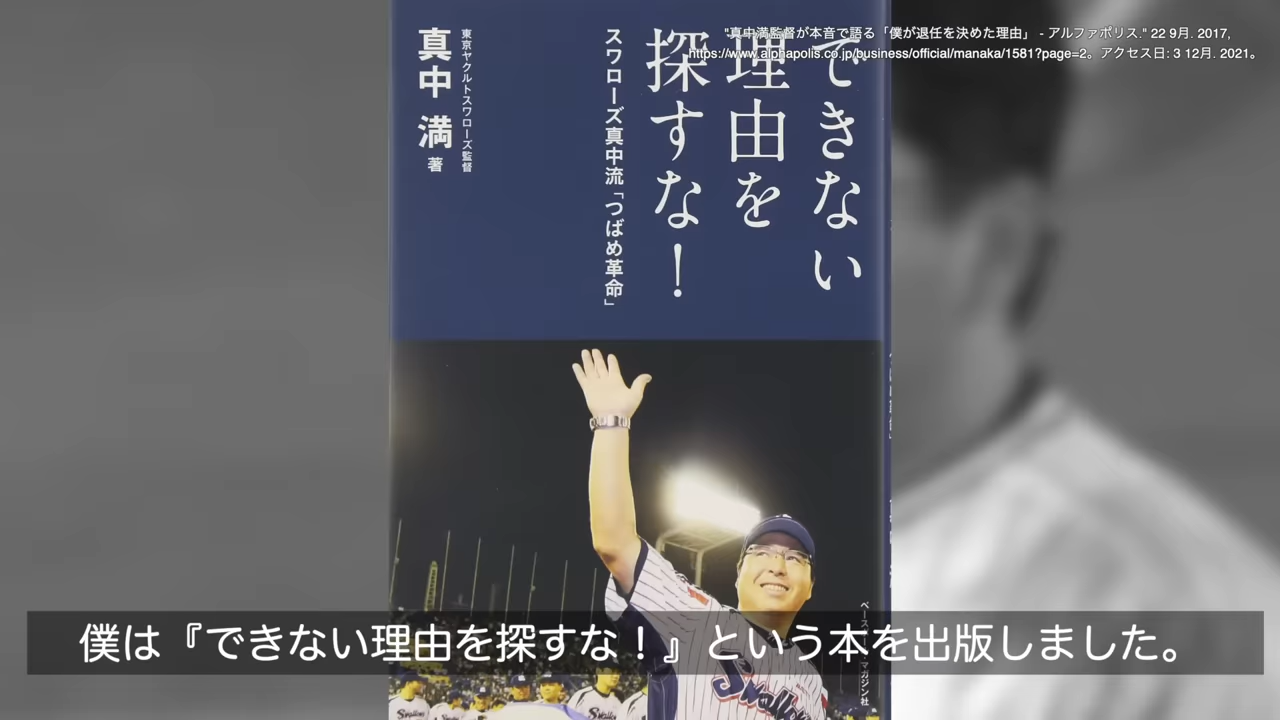 "真中満監督が本音で語る「僕が退任を決めた理由」 - アルファポリス." 22 9月. 2017,
https://www.alphapolis.co.jp/business/official/manaka/1581?page=2。アクセス日: 3 12月. 2021。
できない
理由を
探すな！
スワローズ真中流「つばめ革命」
東京ヤクルトスワローズ監督
真中 満 著
Swallows
Swallows
僕は『できない理由を探すな！』という本を出版しました。